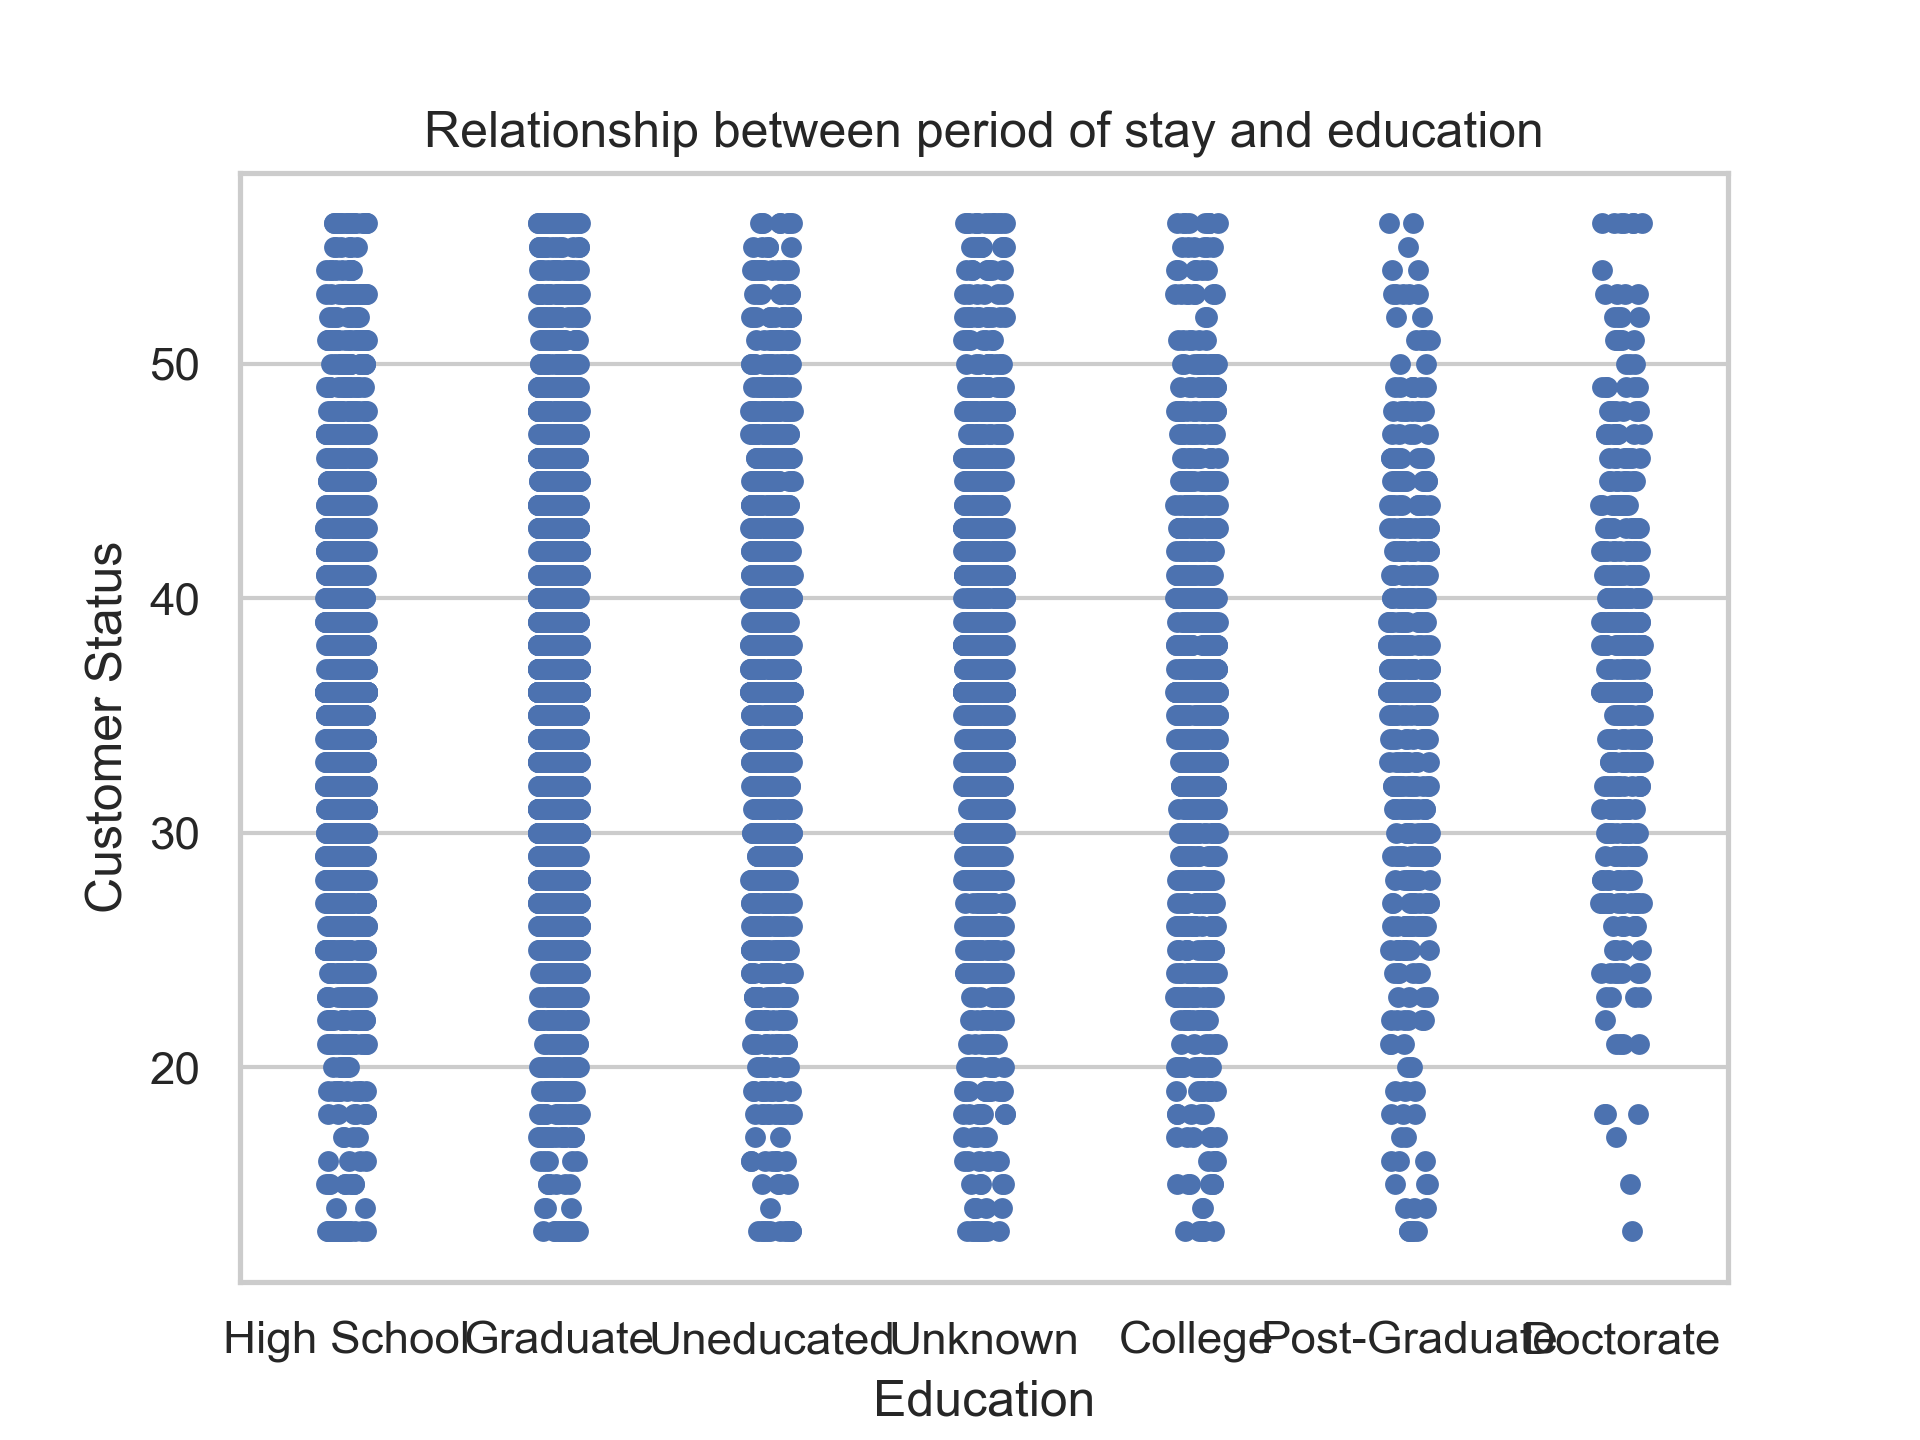 Relationship between period of stay and education
Customer Status
50
40
30
20
High School Graduate Uneducated Unknown College Post-Graduate Doctorate
Education